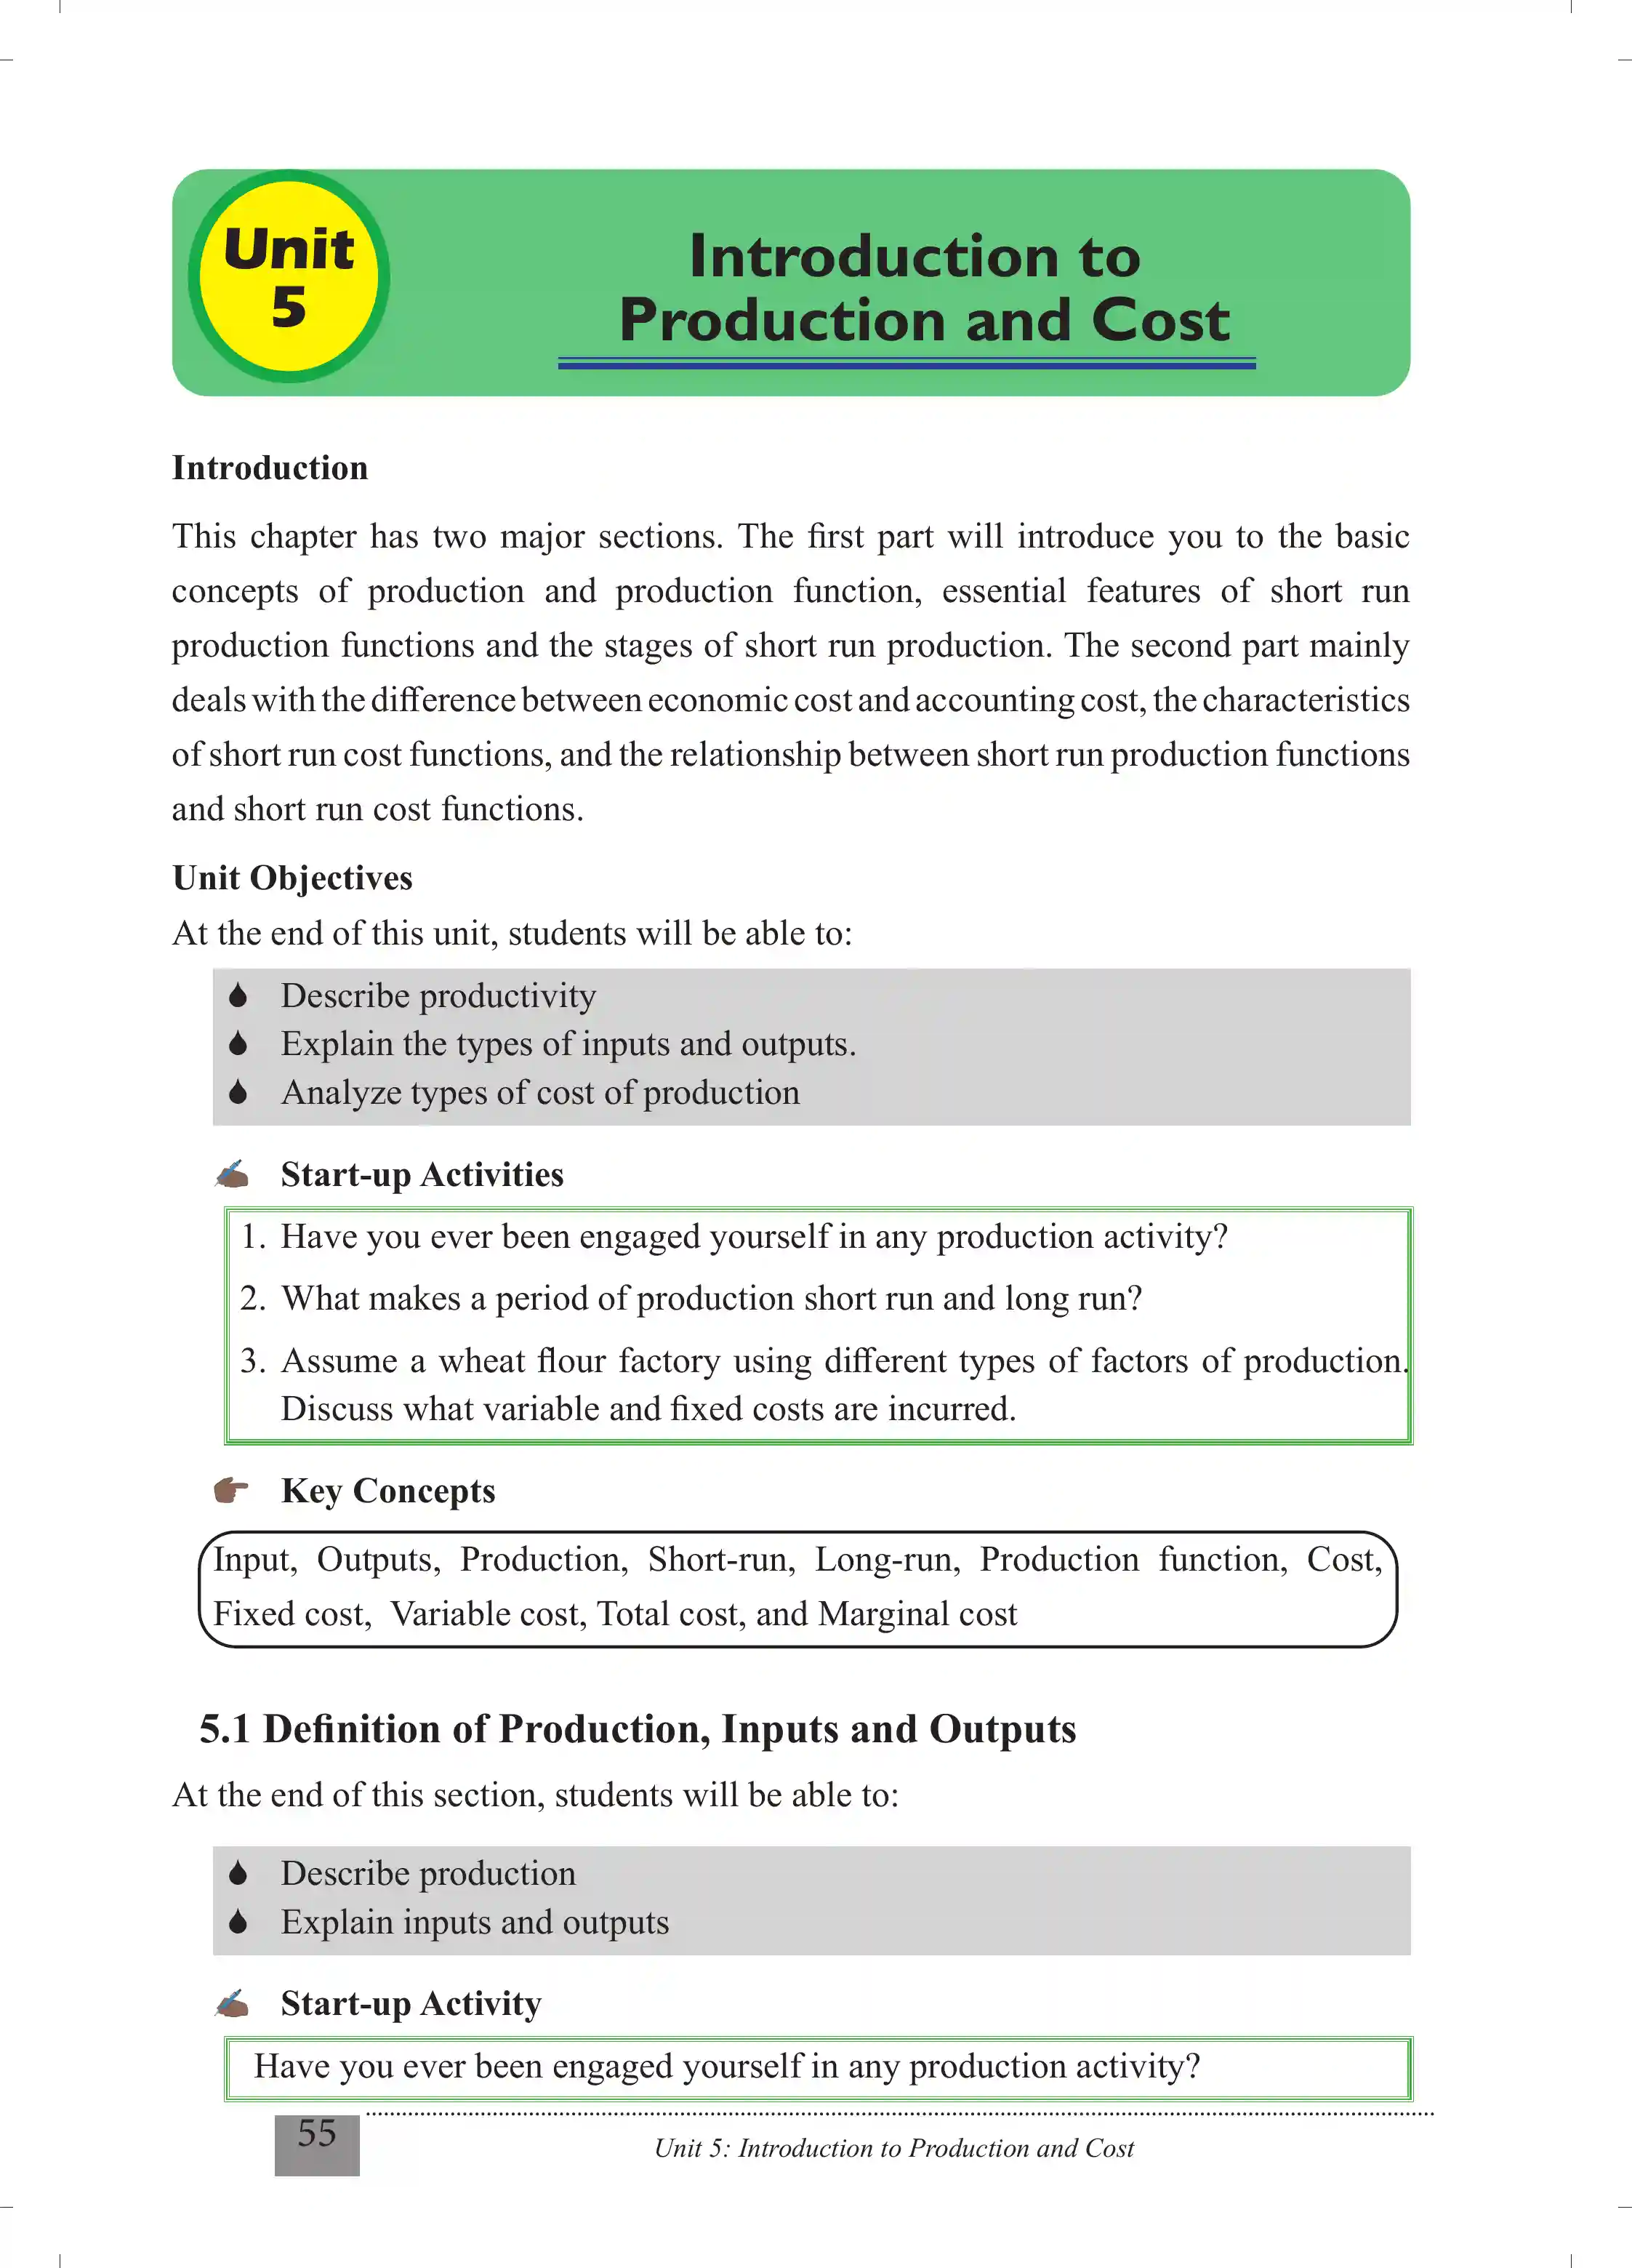 Unit
5
Introduction to
Production and Cost
Introduction
This chapter has two major sections. The first part will introduce you to the basic
concepts of production and production function, essential features of short run
production functions and the stages of short run production. The second part mainly
deals with the difference between economic cost and accounting cost, the characteristics
of short run cost functions, and the relationship between short run production functions
and short run cost functions.
Unit Objectives
At the end of this unit, students will be able to:
Describe productivity
Explain the types of inputs and outputs.
Analyze types of cost of production
Start-up Activities
1. Have you ever been engaged yourself in any production activity?
2. What makes a period of production short run and long run?
3. Assume a wheat flour factory using different types of factors of production.
Discuss what variable and fixed costs are incurred.
Key Concepts
Input, Outputs, Production, Short-run, Long-run, Production function, Cost,
Fixed cost, Variable cost, Total cost, and Marginal cost
5.1 Definition of Production, Inputs and Outputs
At the end of this section, students will be able to:
Describe production
Explain inputs and outputs
Start-up Activity
Have you ever been engaged yourself in any production activity?
55
Unit 5: Introduction to Production and Cost